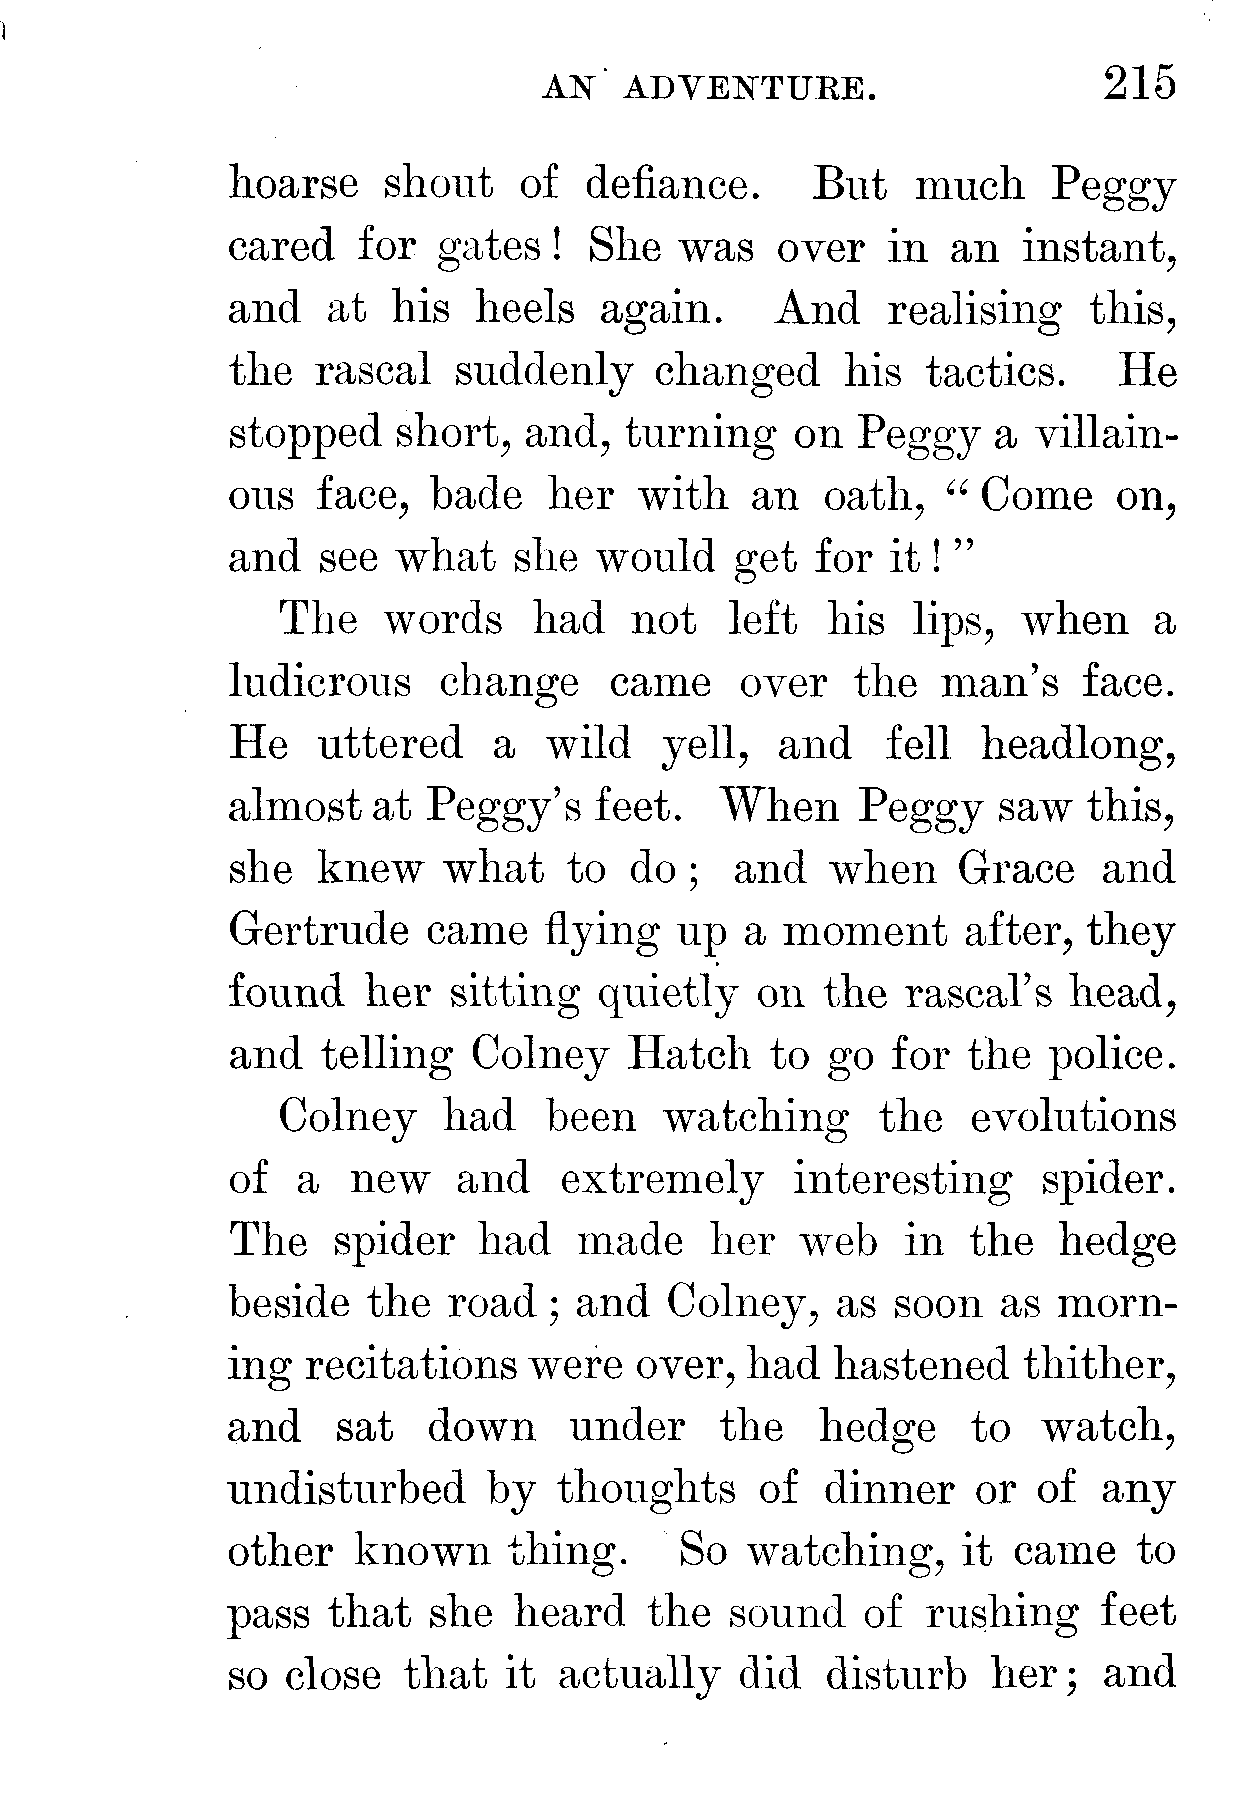 AN ADVENTURE. 215
hoarse shout of defiance. But much Peggy
cared for gates! She was over in an instant,
and at his heels again. And realising this,
the rascal suddenly changed his tactics. He
stopped short, and, turning on Peggy a villain-
ous face, bade her with an oath, “Come on,
and see what she would get for it!”
The words had not left his lips, when a
ludicrous change came over the man’s face.
He uttered a wild yell, and fell headlong,
almost at Peggy’s feet. When Peggy saw this,
she knew what to do; and when Grace and
Gertrude came flying up a moment after, they
found her sitting quietly on the rascal’s head,
and telling Colney Hatch to go for the police.
Colney had been watching the evolutions
of a new and extremely interesting spider.
The spider had made her web in the hedge
beside the road; and Colney, as soon as morn-
ing recitations were over, had hastened thither,
and sat down under the hedge to watch,
undisturbed by thoughts of dinner or of any
other known thing. So watching, it came to
pass that she heard the sound of rushing feet
so close that it actually did disturb her; and